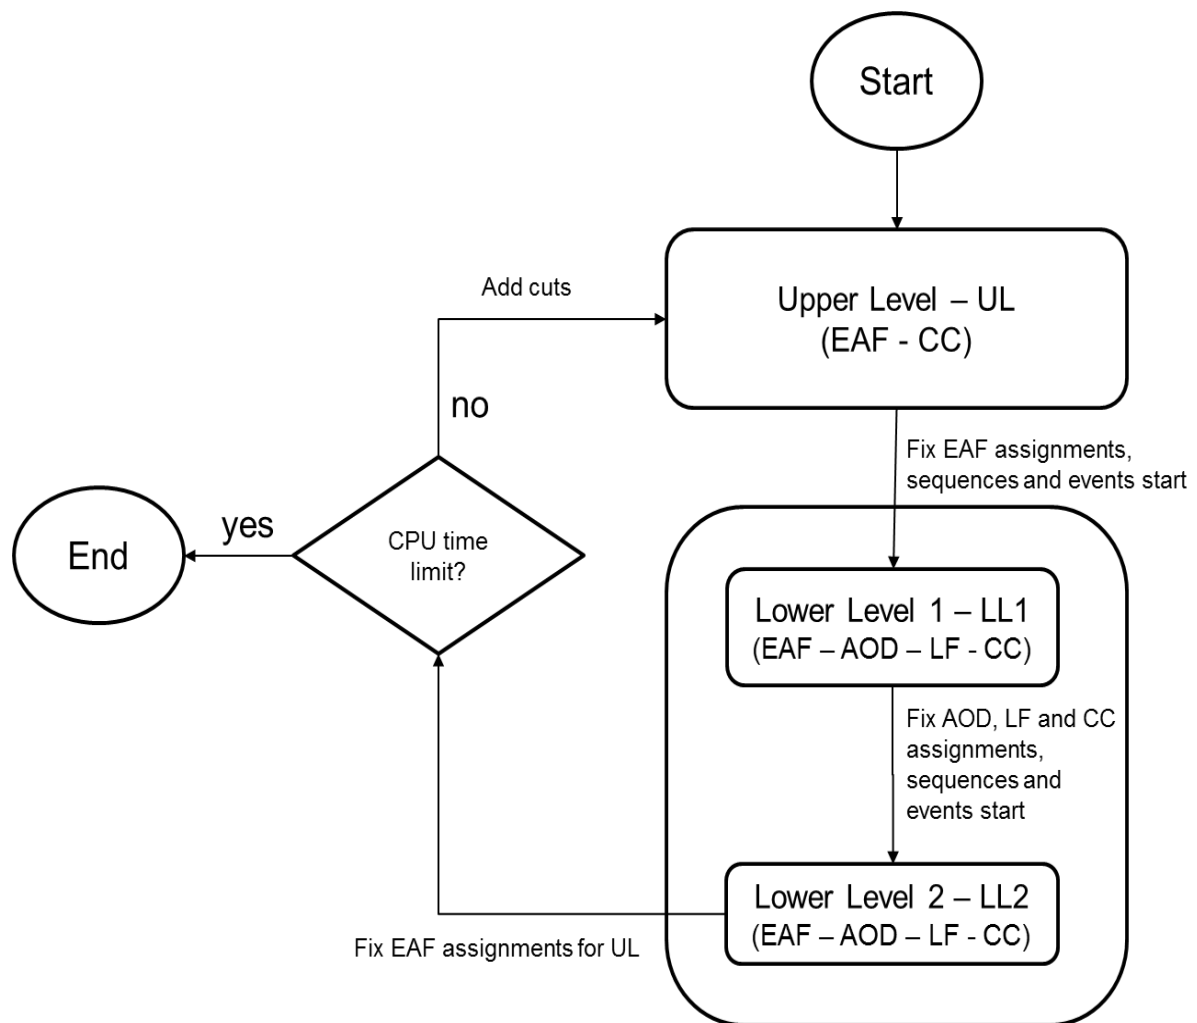 Start
Upper Level – UL
(EAF - CC)
Add cuts
no
Fix EAF assignments,
sequences and events start
yes
End
CPU time
limit?
Lower Level 1 – LL1
(EAF – AOD – LF - CC)
Fix AOD, LF and CC
assignments,
sequences and
events start
Lower Level 2 – LL2
(EAF – AOD – LF - CC)
Fix EAF assignments for UL